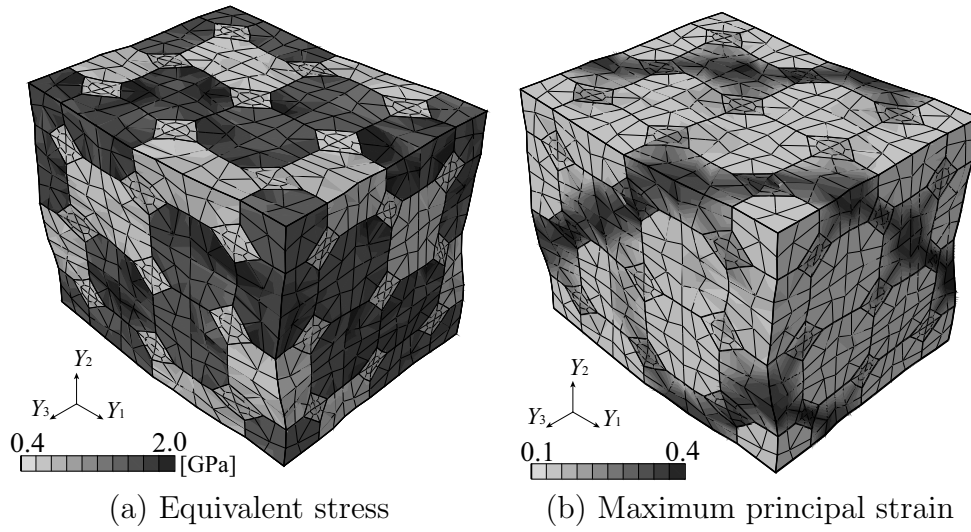 Y2
Y3 Y1
0.4 2.0
[GPa]
(a) Equivalent stress
Y2
Y3 Y1
0.1 0.4
(b) Maximum principal strain